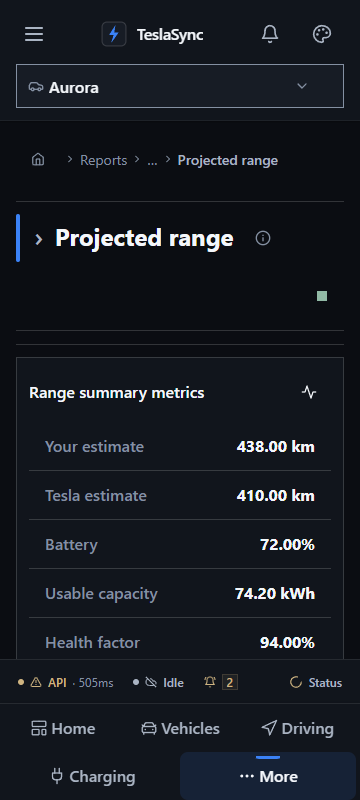 TeslaSync
Aurora
Reports ... Projected range
Projected range
Range summary metrics
Your estimate 438.00 km
Tesla estimate 410.00 km
Battery 72.00%
Usable capacity 74.20 kWh
Health factor 94.00%
API · 505ms Idle 2 Status
Home Vehicles Driving
Charging ··· More